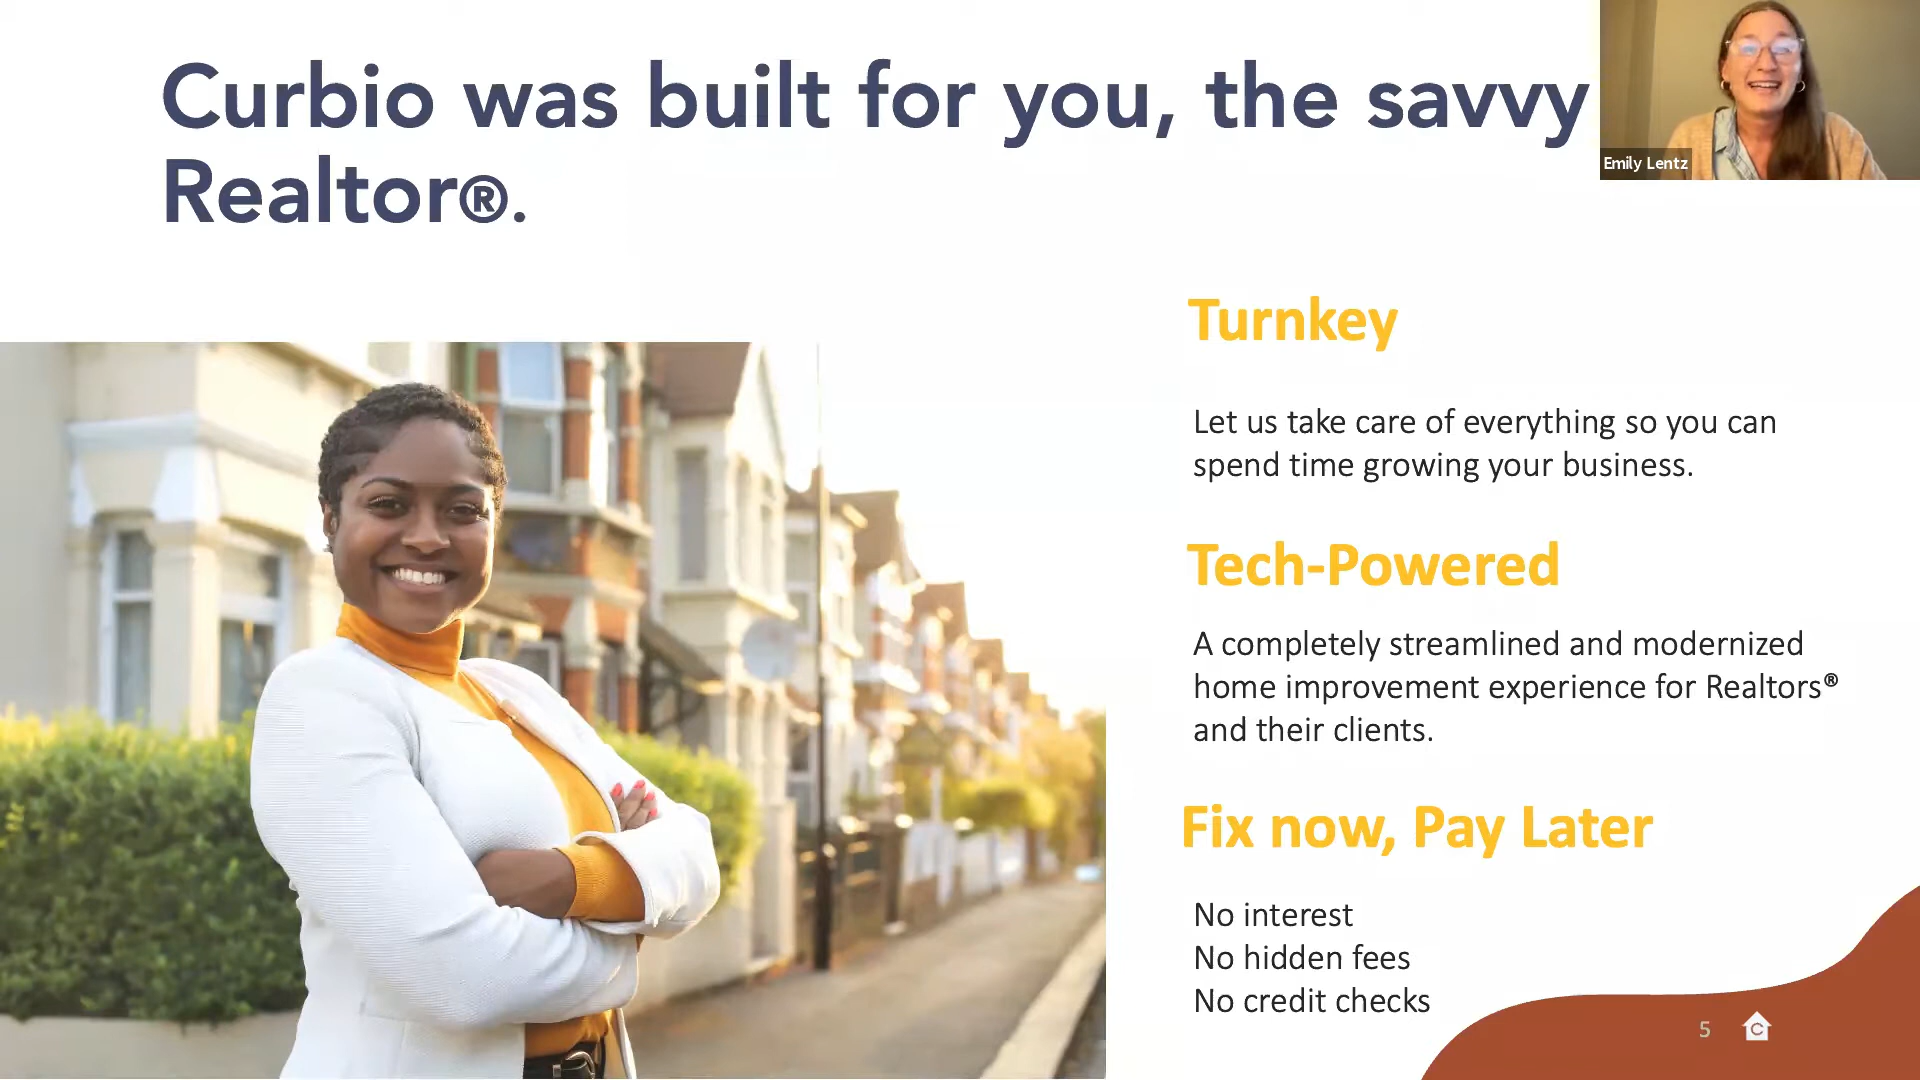 Curbio was built for you, the savvy
Realtor®.
Emily Lentz
Turnkey
Let us take care of everything so you can
spend time growing your business.
Tech-Powered
A completely streamlined and modernized
home improvement experience for Realtors®
and their clients.
Fix now, Pay Later
No interest
No hidden fees
No credit checks
5
C